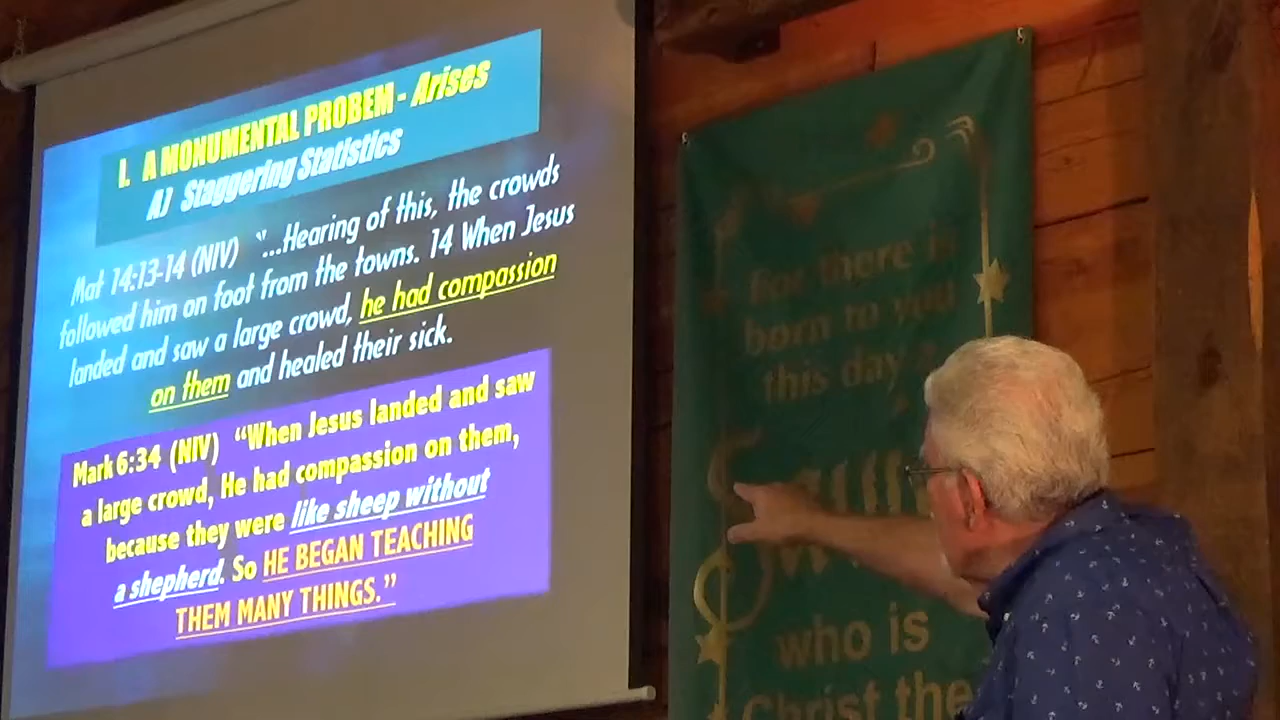 I. A MONUMENTAL PROBEM - Arises
A) Staggering Statistics
Mat 14:13-14 (NIV) "...Hearing of this, the crowds
followed him on foot from the towns. 14 When Jesus
landed and saw a large crowd, he had compassion
on them and healed their sick.
Mark 6:34 (NIV) "When Jesus landed and saw
a large crowd, He had compassion on them,
because they were like sheep without
a shepherd. So HE BEGAN TEACHING
THEM MANY THINGS."
For there is
born to you
this day
who is
Christ the